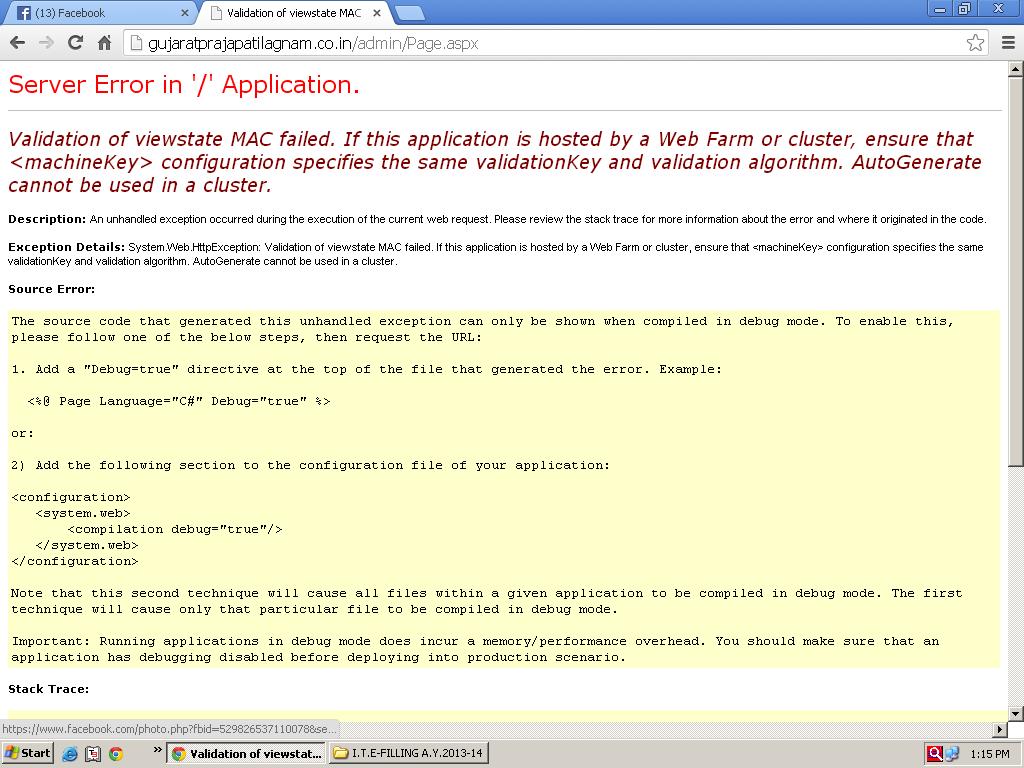 (13) Facebook
Validation of viewstate MAC
gujaratprajapatilagnam.co.in/admin/Page.aspx
Server Error in '/' Application.
Validation of viewstate MAC failed. If this application is hosted by a Web Farm or cluster, ensure that
<machineKey> configuration specifies the same validationKey and validation algorithm. AutoGenerate
cannot be used in a cluster.
Description: An unhandled exception occurred during the execution of the current web request. Please review the stack trace for more information about the error and where it originated in the code.
Exception Details: System.Web.HttpException: Validation of viewstate MAC failed. If this application is hosted by a Web Farm or cluster, ensure that <machineKey> configuration specifies the same
validationKey and validation algorithm. AutoGenerate cannot be used in a cluster.
Source Error:
The source code that generated this unhandled exception can only be shown when compiled in debug mode. To enable this,
please follow one of the below steps, then request the URL:
1. Add a "Debug=true" directive at the top of the file that generated the error. Example:
<%@ Page Language="C#" Debug="true" %>
or:
2) Add the following section to the configuration file of your application:
<configuration>
<system.web>
<compilation debug="true"/>
</system.web>
</configuration>
Note that this second technique will cause all files within a given application to be compiled in debug mode. The first
technique will cause only that particular file to be compiled in debug mode.
Important: Running applications in debug mode does incur a memory/performance overhead. You should make sure that an
application has debugging disabled before deploying into production scenario.
Stack Trace:
https://www.facebook.com/photo.php?fbid=529826537110078&se...
Start
Validation of viewstat...
I.T.E-FILLING A.Y.2013-14
1:15 PM